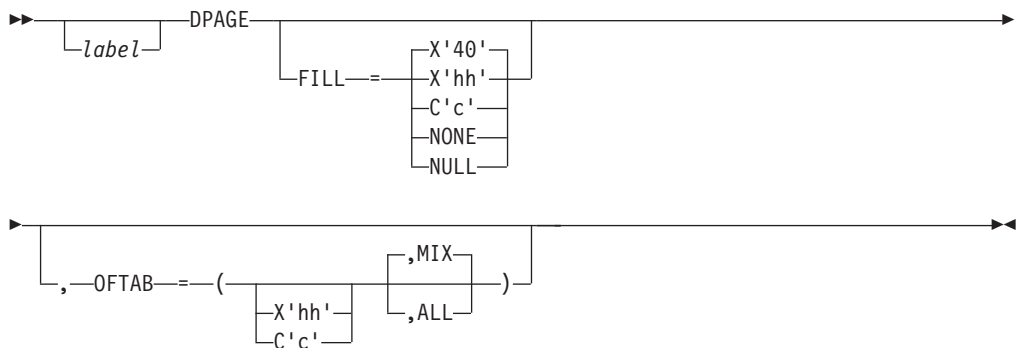 label DPAGE
X'40'
FILL = X'hh'
C'c'
NONE
NULL
,MIX
, OFTAB = ( )
X'hh' ,ALL
C'c'